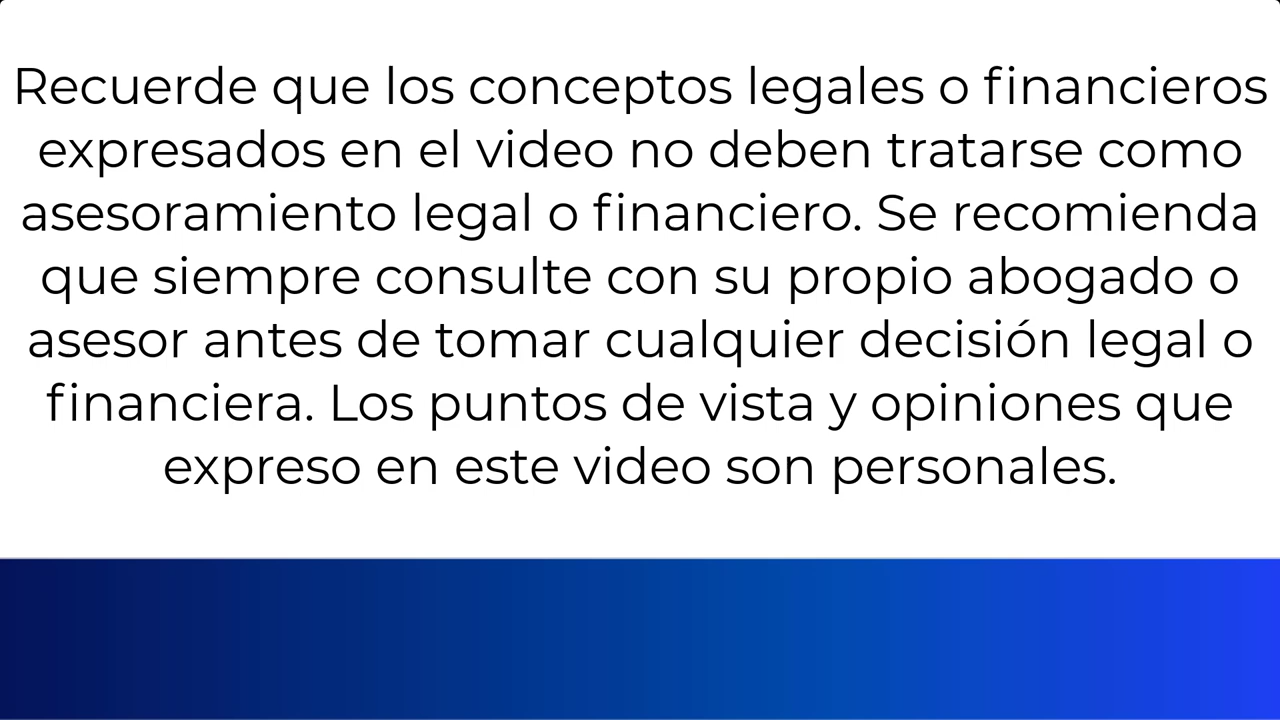 Recuerde que los conceptos legales o financieros
expresados en el video no deben tratarse como
asesoramiento legal o financiero. Se recomienda
que siempre consulte con su propio abogado o
asesor antes de tomar cualquier decisión legal o
financiera. Los puntos de vista y opiniones que
expreso en este video son personales.